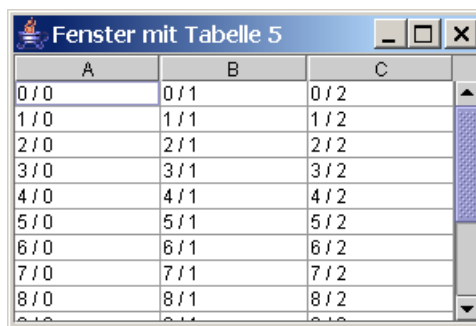 Fenster mit Tabelle 5
A B C
0 / 0 0 / 1 0 / 2
1 / 0 1 / 1 1 / 2
2 / 0 2 / 1 2 / 2
3 / 0 3 / 1 3 / 2
4 / 0 4 / 1 4 / 2
5 / 0 5 / 1 5 / 2
6 / 0 6 / 1 6 / 2
7 / 0 7 / 1 7 / 2
8 / 0 8 / 1 8 / 2